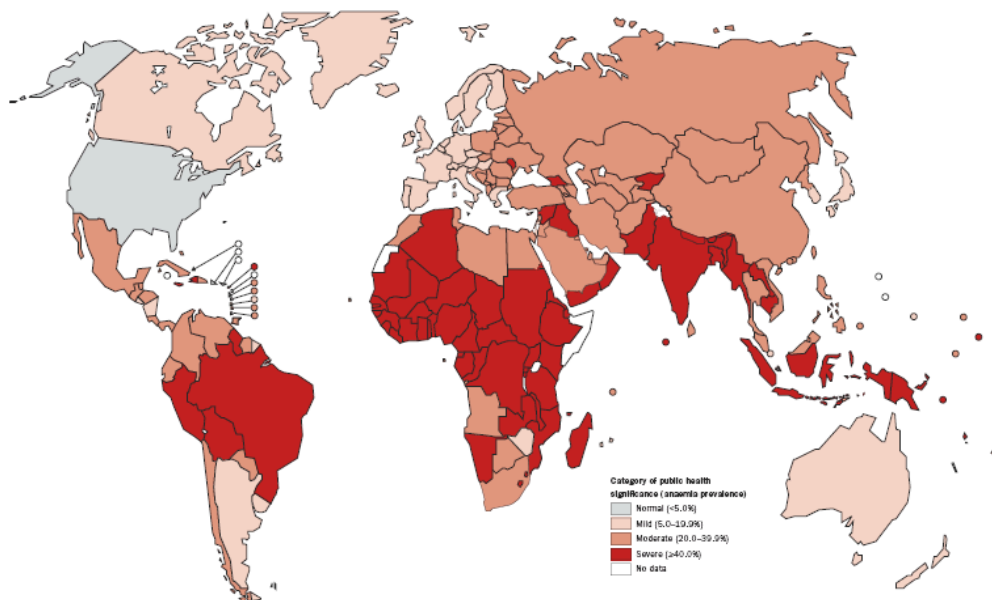 Category of public health
significance (anaemia prevalence)
Normal (<5.0%)
Mild (5.0–19.9%)
Moderate (20.0–39.9%)
Severe (≥40.0%)
No data